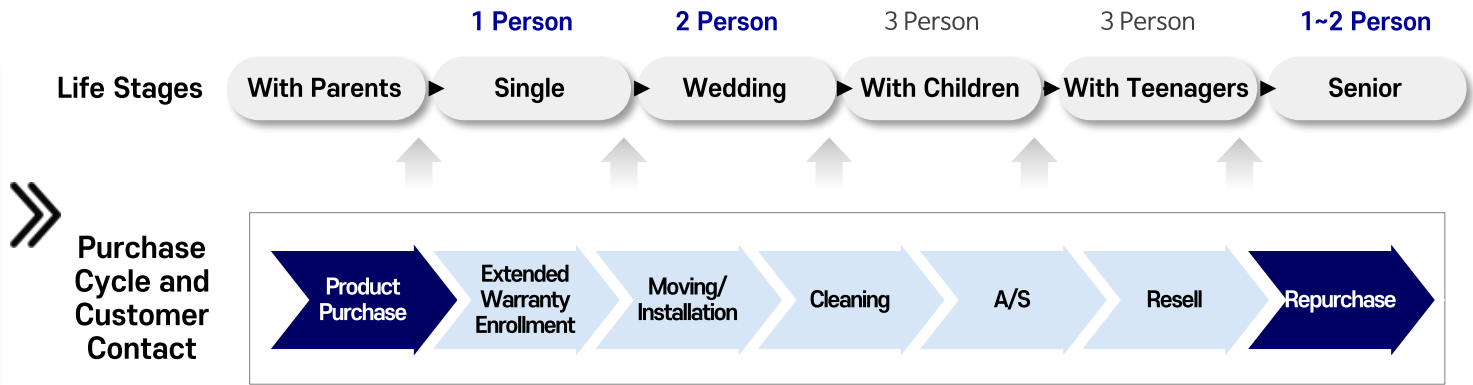 1 Person 2 Person 3 Person 3 Person 1~2 Person
Life Stages With Parents Single Wedding With Children With Teenagers Senior
Purchase
Cycle and
Customer
Contact
Product
Purchase
Extended
Warranty
Enrollment
Moving/
Installation
Cleaning
A/S
Resell
Repurchase